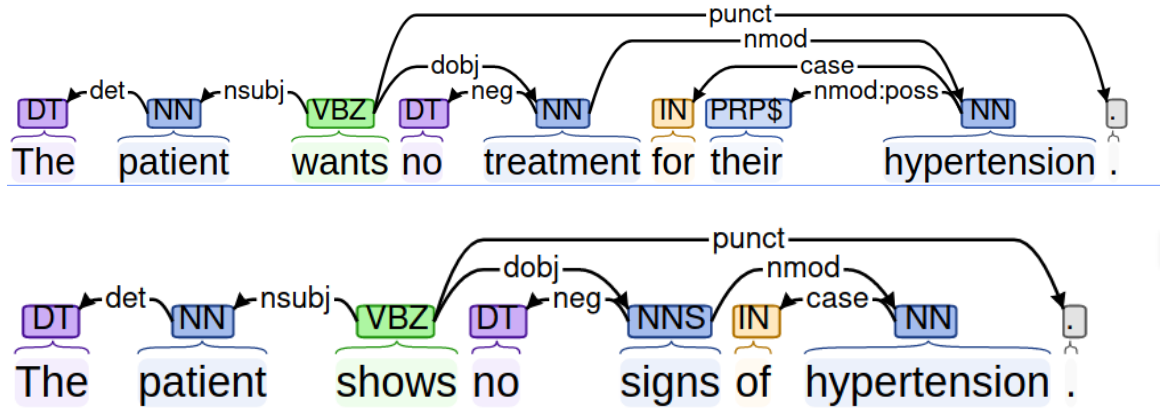 punct
nmod
dobj case
det nsubj neg nmod:poss
DT NN VBZ DT NN IN PRP$ NN .
The patient wants no treatment for their hypertension .
punct
dobj nmod
det nsubj neg case
DT NN VBZ DT NNS IN NN .
The patient shows no signs of hypertension .